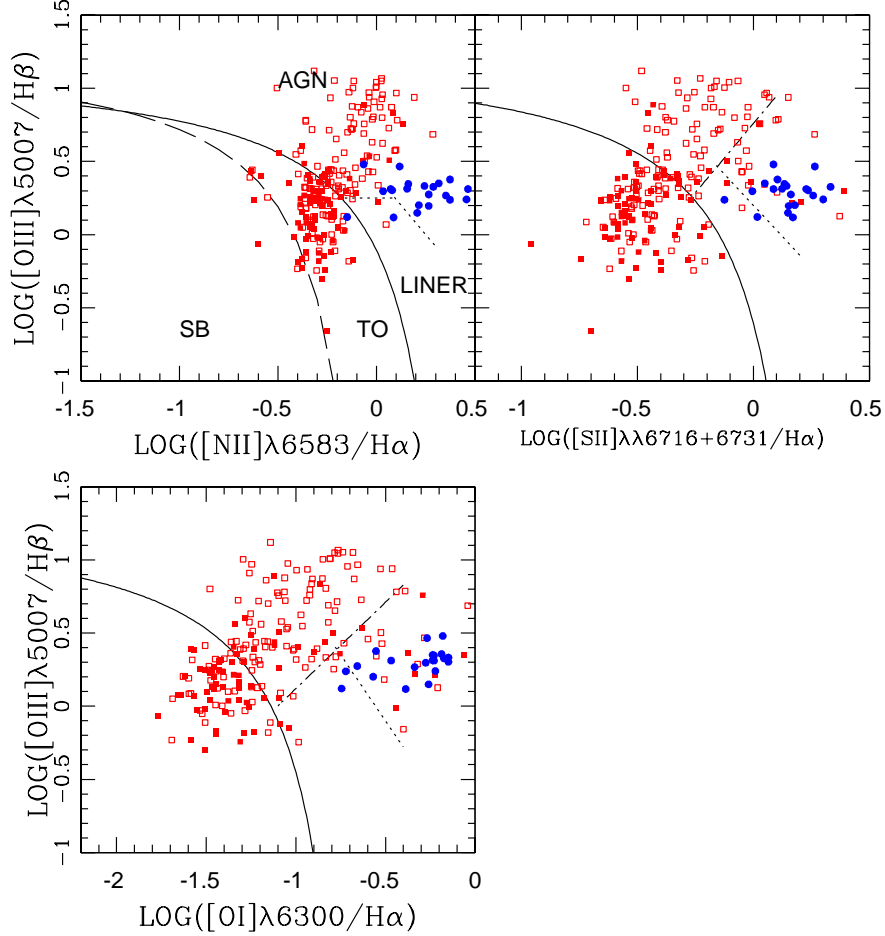 1.5
1
0.5
0
−0.5
−1
LOG([OIII]λ5007/Hβ)
AGN
LINER
SB
TO
-1.5
-1
-0.5
0
0.5
-1
-0.5
0
0.5
LOG([NII]λ6583/Hα)
LOG([SII]λλ6716+6731/Hα)
1.5
1
0.5
0
−0.5
−1
LOG([OIII]λ5007/Hβ)
-2
-1.5
-1
-0.5
0
LOG([OI]λ6300/Hα)